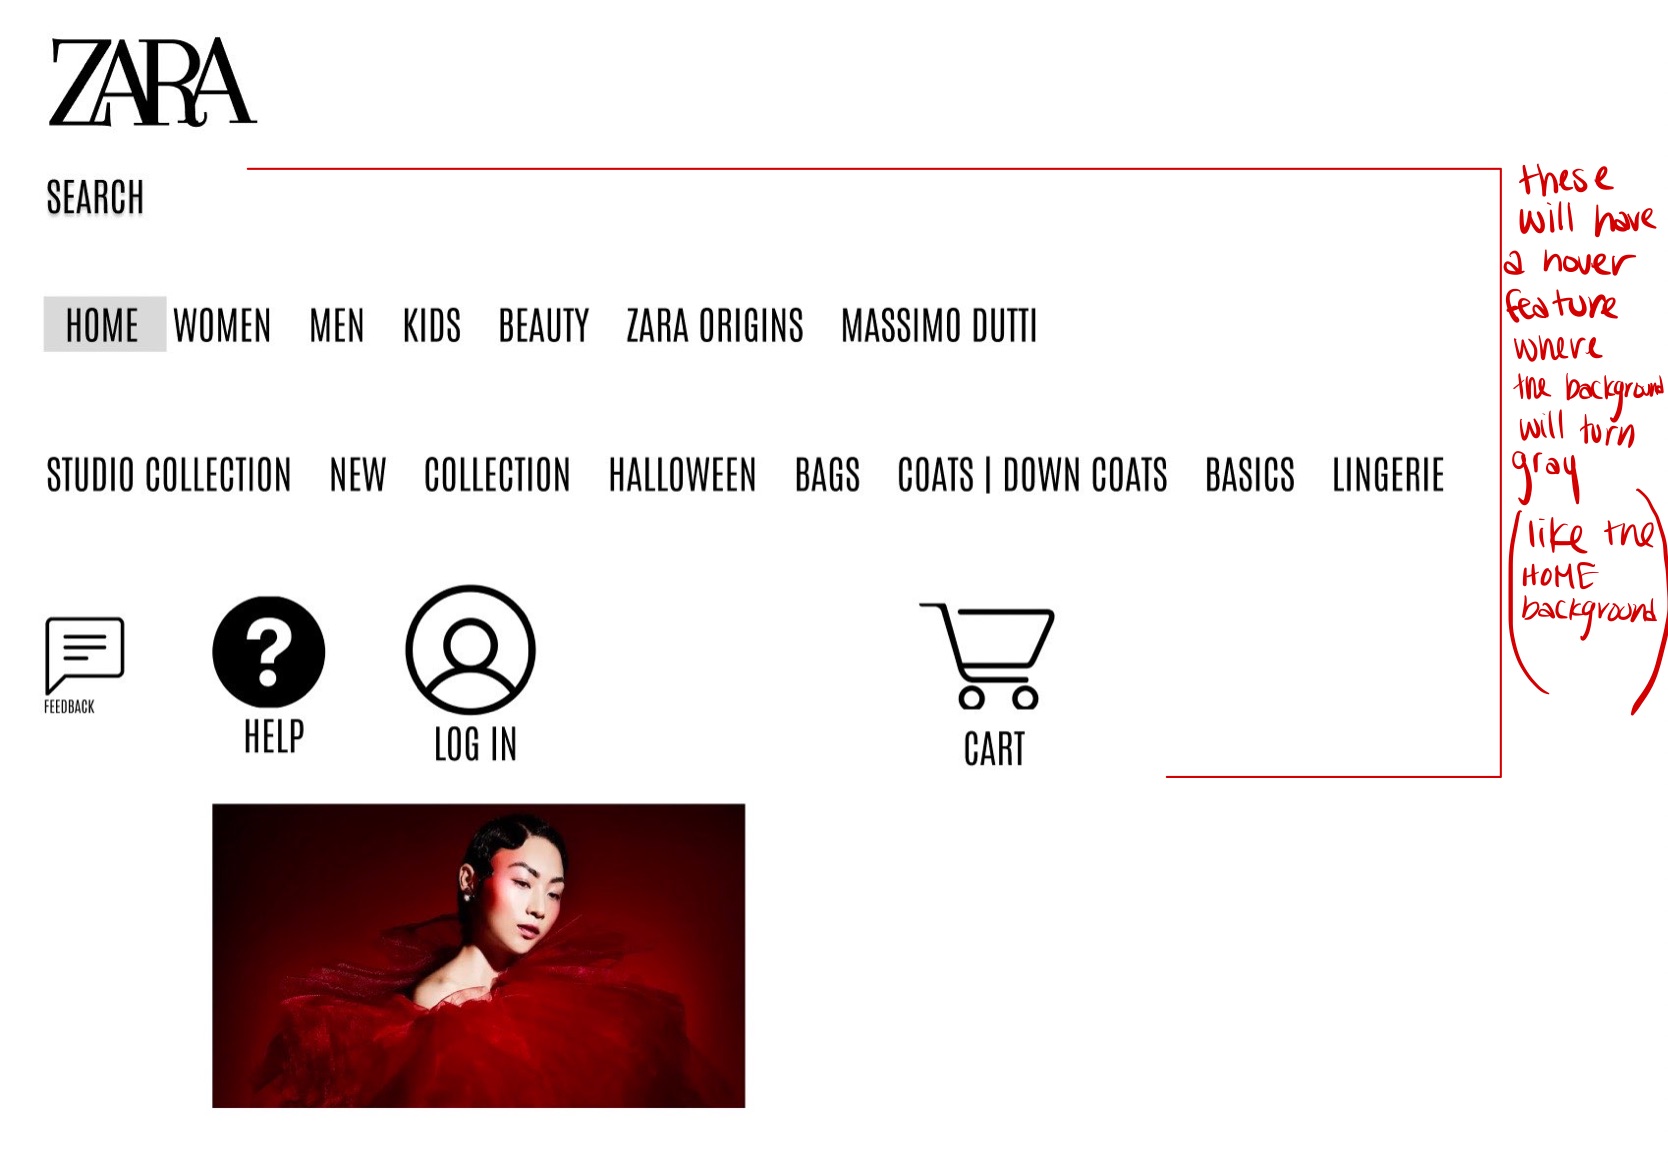 ZARA
SEARCH
HOME WOMEN MEN KIDS BEAUTY ZARA ORIGINS MASSIMO DUTTI
STUDIO COLLECTION NEW COLLECTION HALLOWEEN BAGS COATS | DOWN COATS BASICS LINGERIE
FEEDBACK
?
HELP
LOG IN
CART
these
will have
a hover
feature
where
the background
will turn
gray
(like the
HOME
background)